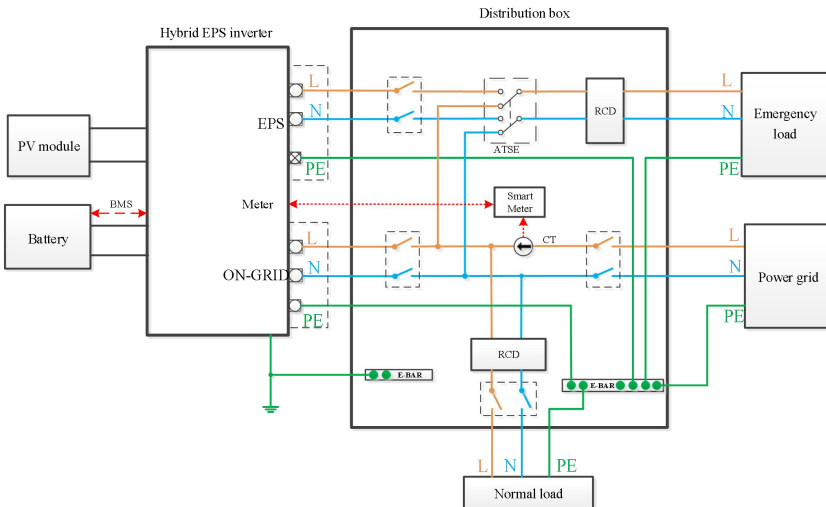 Distribution box
Hybrid EPS inverter
L
L
N
EPS
N
RCD
Emergency
load
ATSE
PV module
PE
PE
BMS
Meter
Smart
Meter
Battery
L
CT
L
ON-GRID
N
N
Power grid
PE
PE
RCD
E-BAR
E-BAR
L
N
PE
Normal load